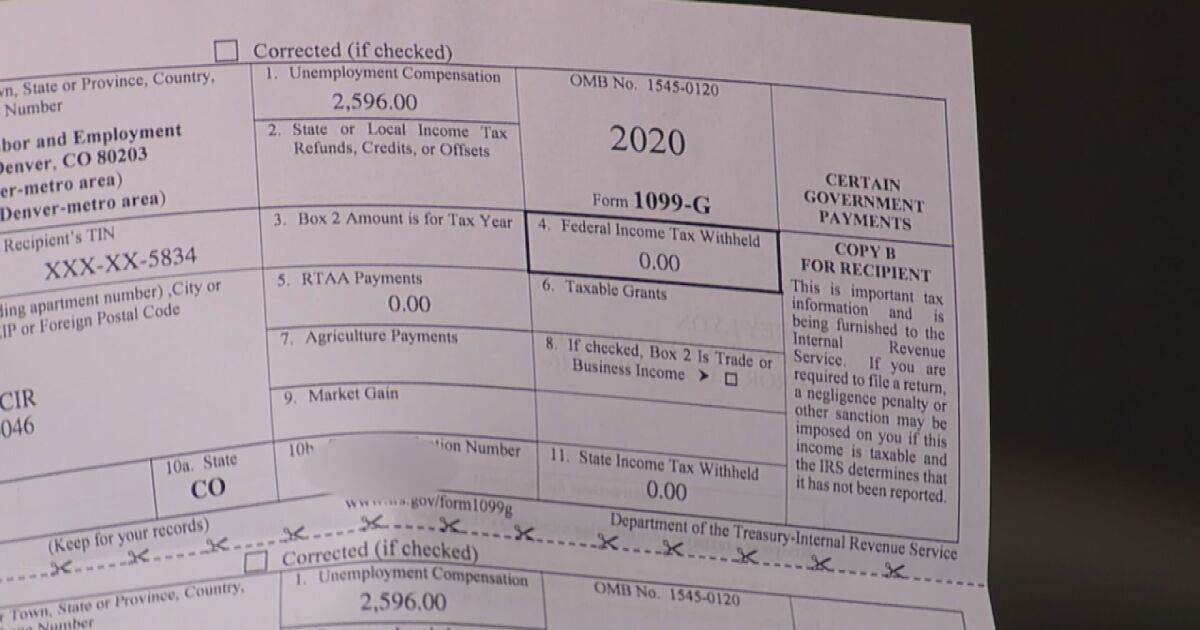 Corrected (if checked)
State or Province, Country,
Number
and Employment
Denver, CO 80203
area)
Denver-metro area)
Recipient's TIN
XXX-XX-5834
apartment number) ,City or
or Foreign Postal Code
CIR
046
1. Unemployment Compensation
2,596.00
2. State or Local Income Tax
Refunds, Credits, or Offsets
3. Box 2 Amount is for Tax Year
OMB No. 1545-0120
2020
Form 1099-G
4. Federal Income Tax Withheld
0.00
5. RTAA Payments
0.00
6. Taxable Grants
7. Agriculture Payments
8. If checked, Box 2 Is Trade or
Business Income ➤
9. Market Gain
10a. State
CO
Number
11. State Income Tax Withheld
0.00
CERTAIN
GOVERNMENT
PAYMENTS
COPY B
FOR RECIPIENT
This is important tax
information and is
being furnished to the
Internal Revenue
Service. If you are
required to file a return,
a negligence penalty or
other sanction may be
imposed on you if this
income is taxable and
the IRS determines that
it has not been reported.
(Keep for your records)
.gov/form1099g
Department of the Treasury-Internal Revenue Service
Corrected (if checked)
Town, State or Province, Country,
Number
1. Unemployment Compensation
2,596.00
OMB No. 1545-0120